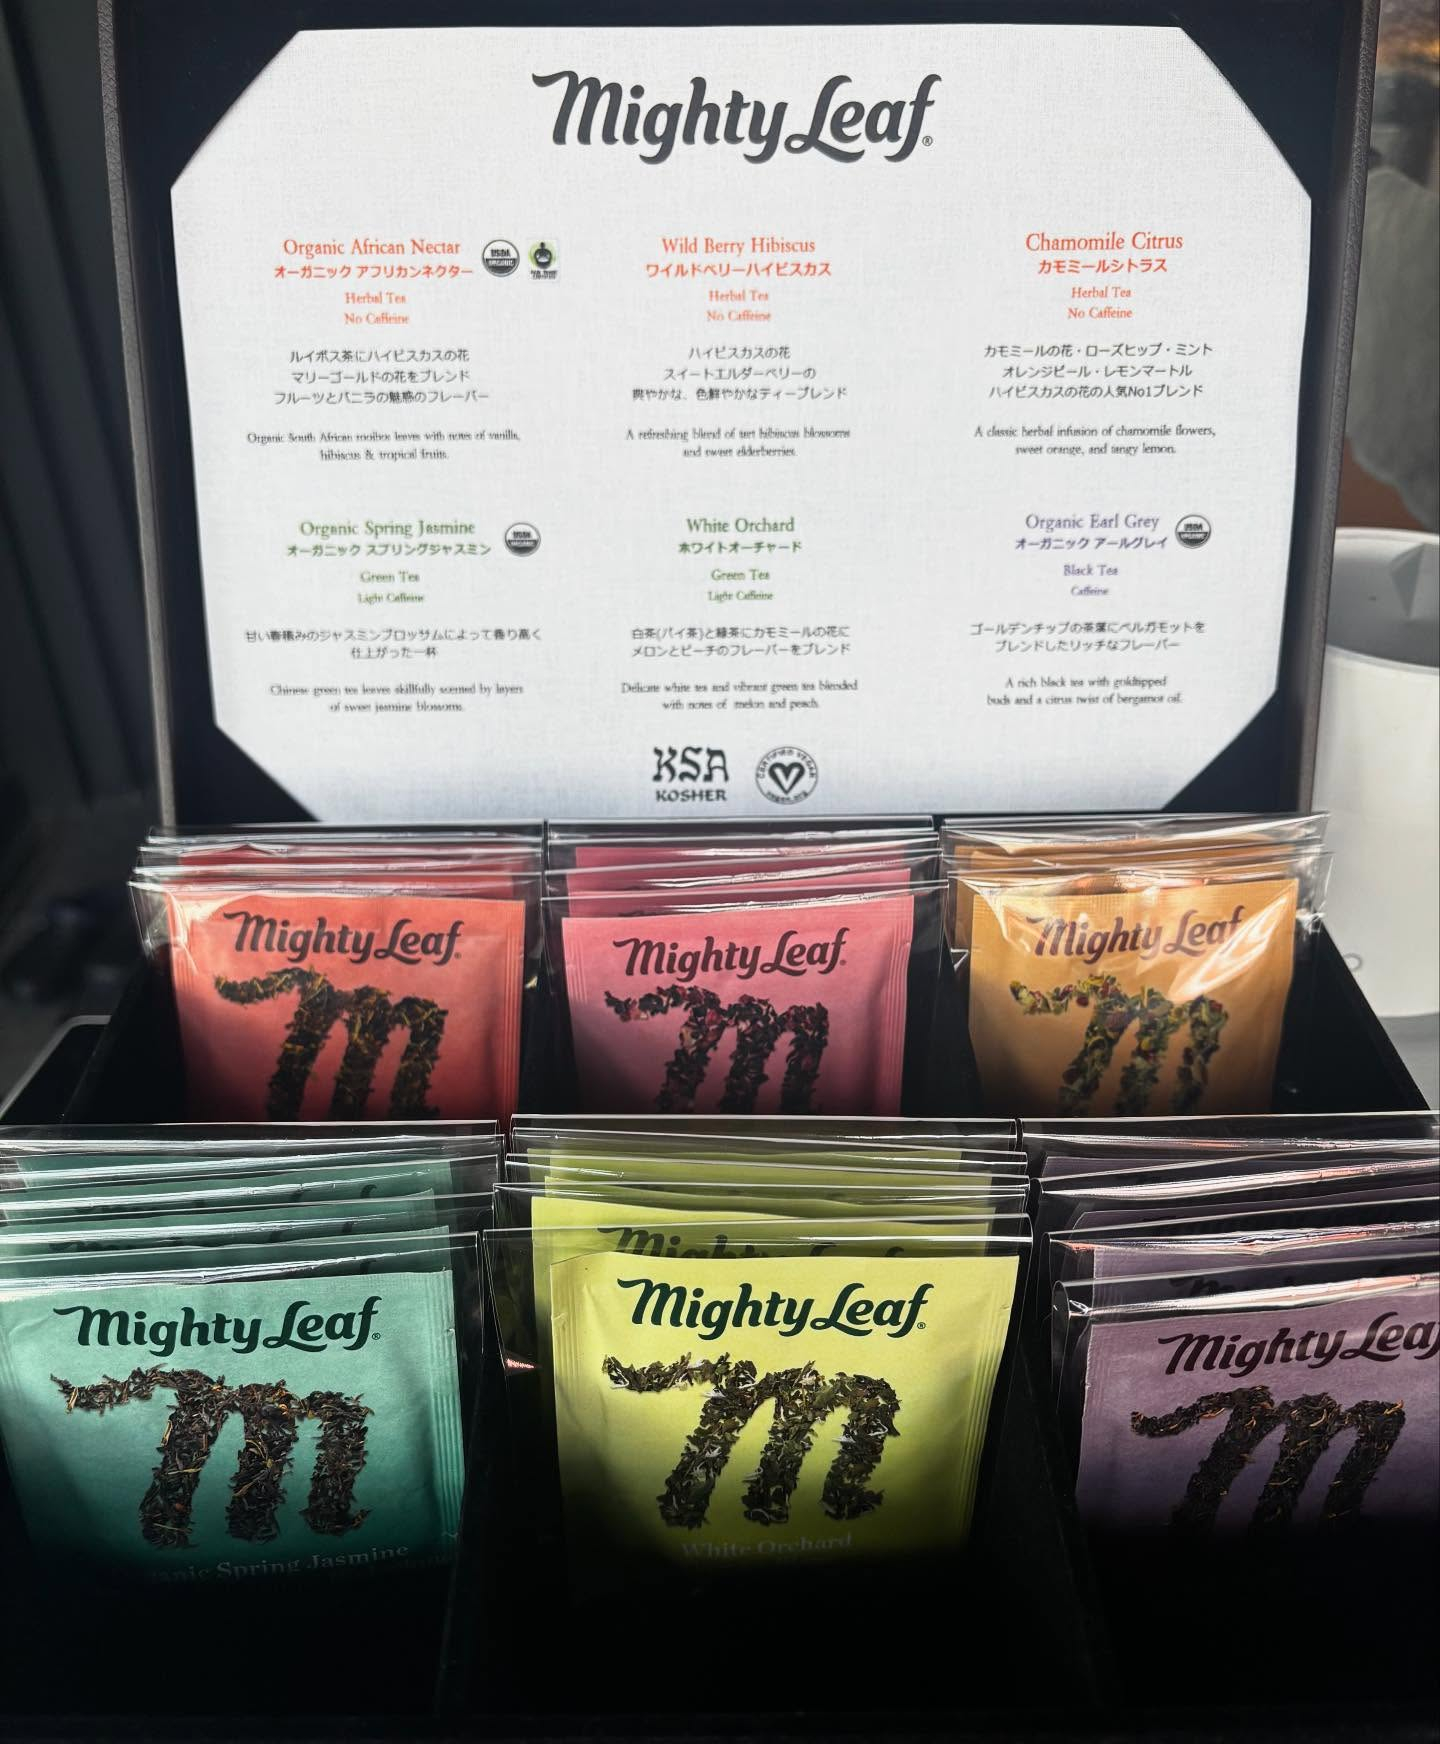 Mighty Leaf®
Organic African Nectar
オーガニック アフリカンネクター
Herbal Tea
No Caffeine
ルイボス茶にハイビスカスの花
マリーゴールドの花をブレンド
フルーツとバニラの魅惑のフレーバー
Organic South African rooibos leaves with notes of vanilla,
hibiscus & tropical fruits.
USDA
ORGANIC
Wild Berry Hibiscus
ワイルドベリーハイビスカス
Herbal Tea
No Caffeine
ハイビスカスの花
スイートエルダーベリーの
爽やかな、色鮮やかなティーブレンド
A refreshing blend of tart hibiscus blossoms
and sweet elderberries.
Chamomile Citrus
カモミールシトラス
Herbal Tea
No Caffeine
カモミールの花・ローズヒップ・ミント
オレンジピール・レモンマートル
ハイビスカスの花の人気No1ブレンド
A classic herbal infusion of chamomile flowers,
sweet orange, and tangy lemon.
Organic Spring Jasmine
オーガニック スプリングジャスミン
Green Tea
Light Caffeine
甘い春積みのジャスミンブロッサムによって香り高く
仕上がった一杯
Chinese green tea leaves skillfully scented by layers
of sweet jasmine blossoms.
USDA
ORGANIC
White Orchard
ホワイトオーチャード
Green Tea
Light Caffeine
白茶(パイ茶)と緑茶にカモミールの花に
メロンとピーチのフレーバーをブレンド
Delicate white tea and vibrant green tea blended
with notes of melon and peach.
Organic Earl Grey
オーガニック アールグレイ
Black Tea
Caffeine
ゴールデンチップの茶葉にベルガモットを
ブレンドしたリッチなフレーバー
A rich black tea with goldtipped
buds and a citrus twist of bergamot oil.
USDA
ORGANIC
KSA
KOSHER
CERTIFIED VEGAN
vegan.org
Mighty Leaf®
Mighty Leaf®
Mighty Leaf
Mighty Leaf®
Organic Spring Jasmine
Mighty Leaf
Mighty Leaf®
White Orchard
Mighty Leaf